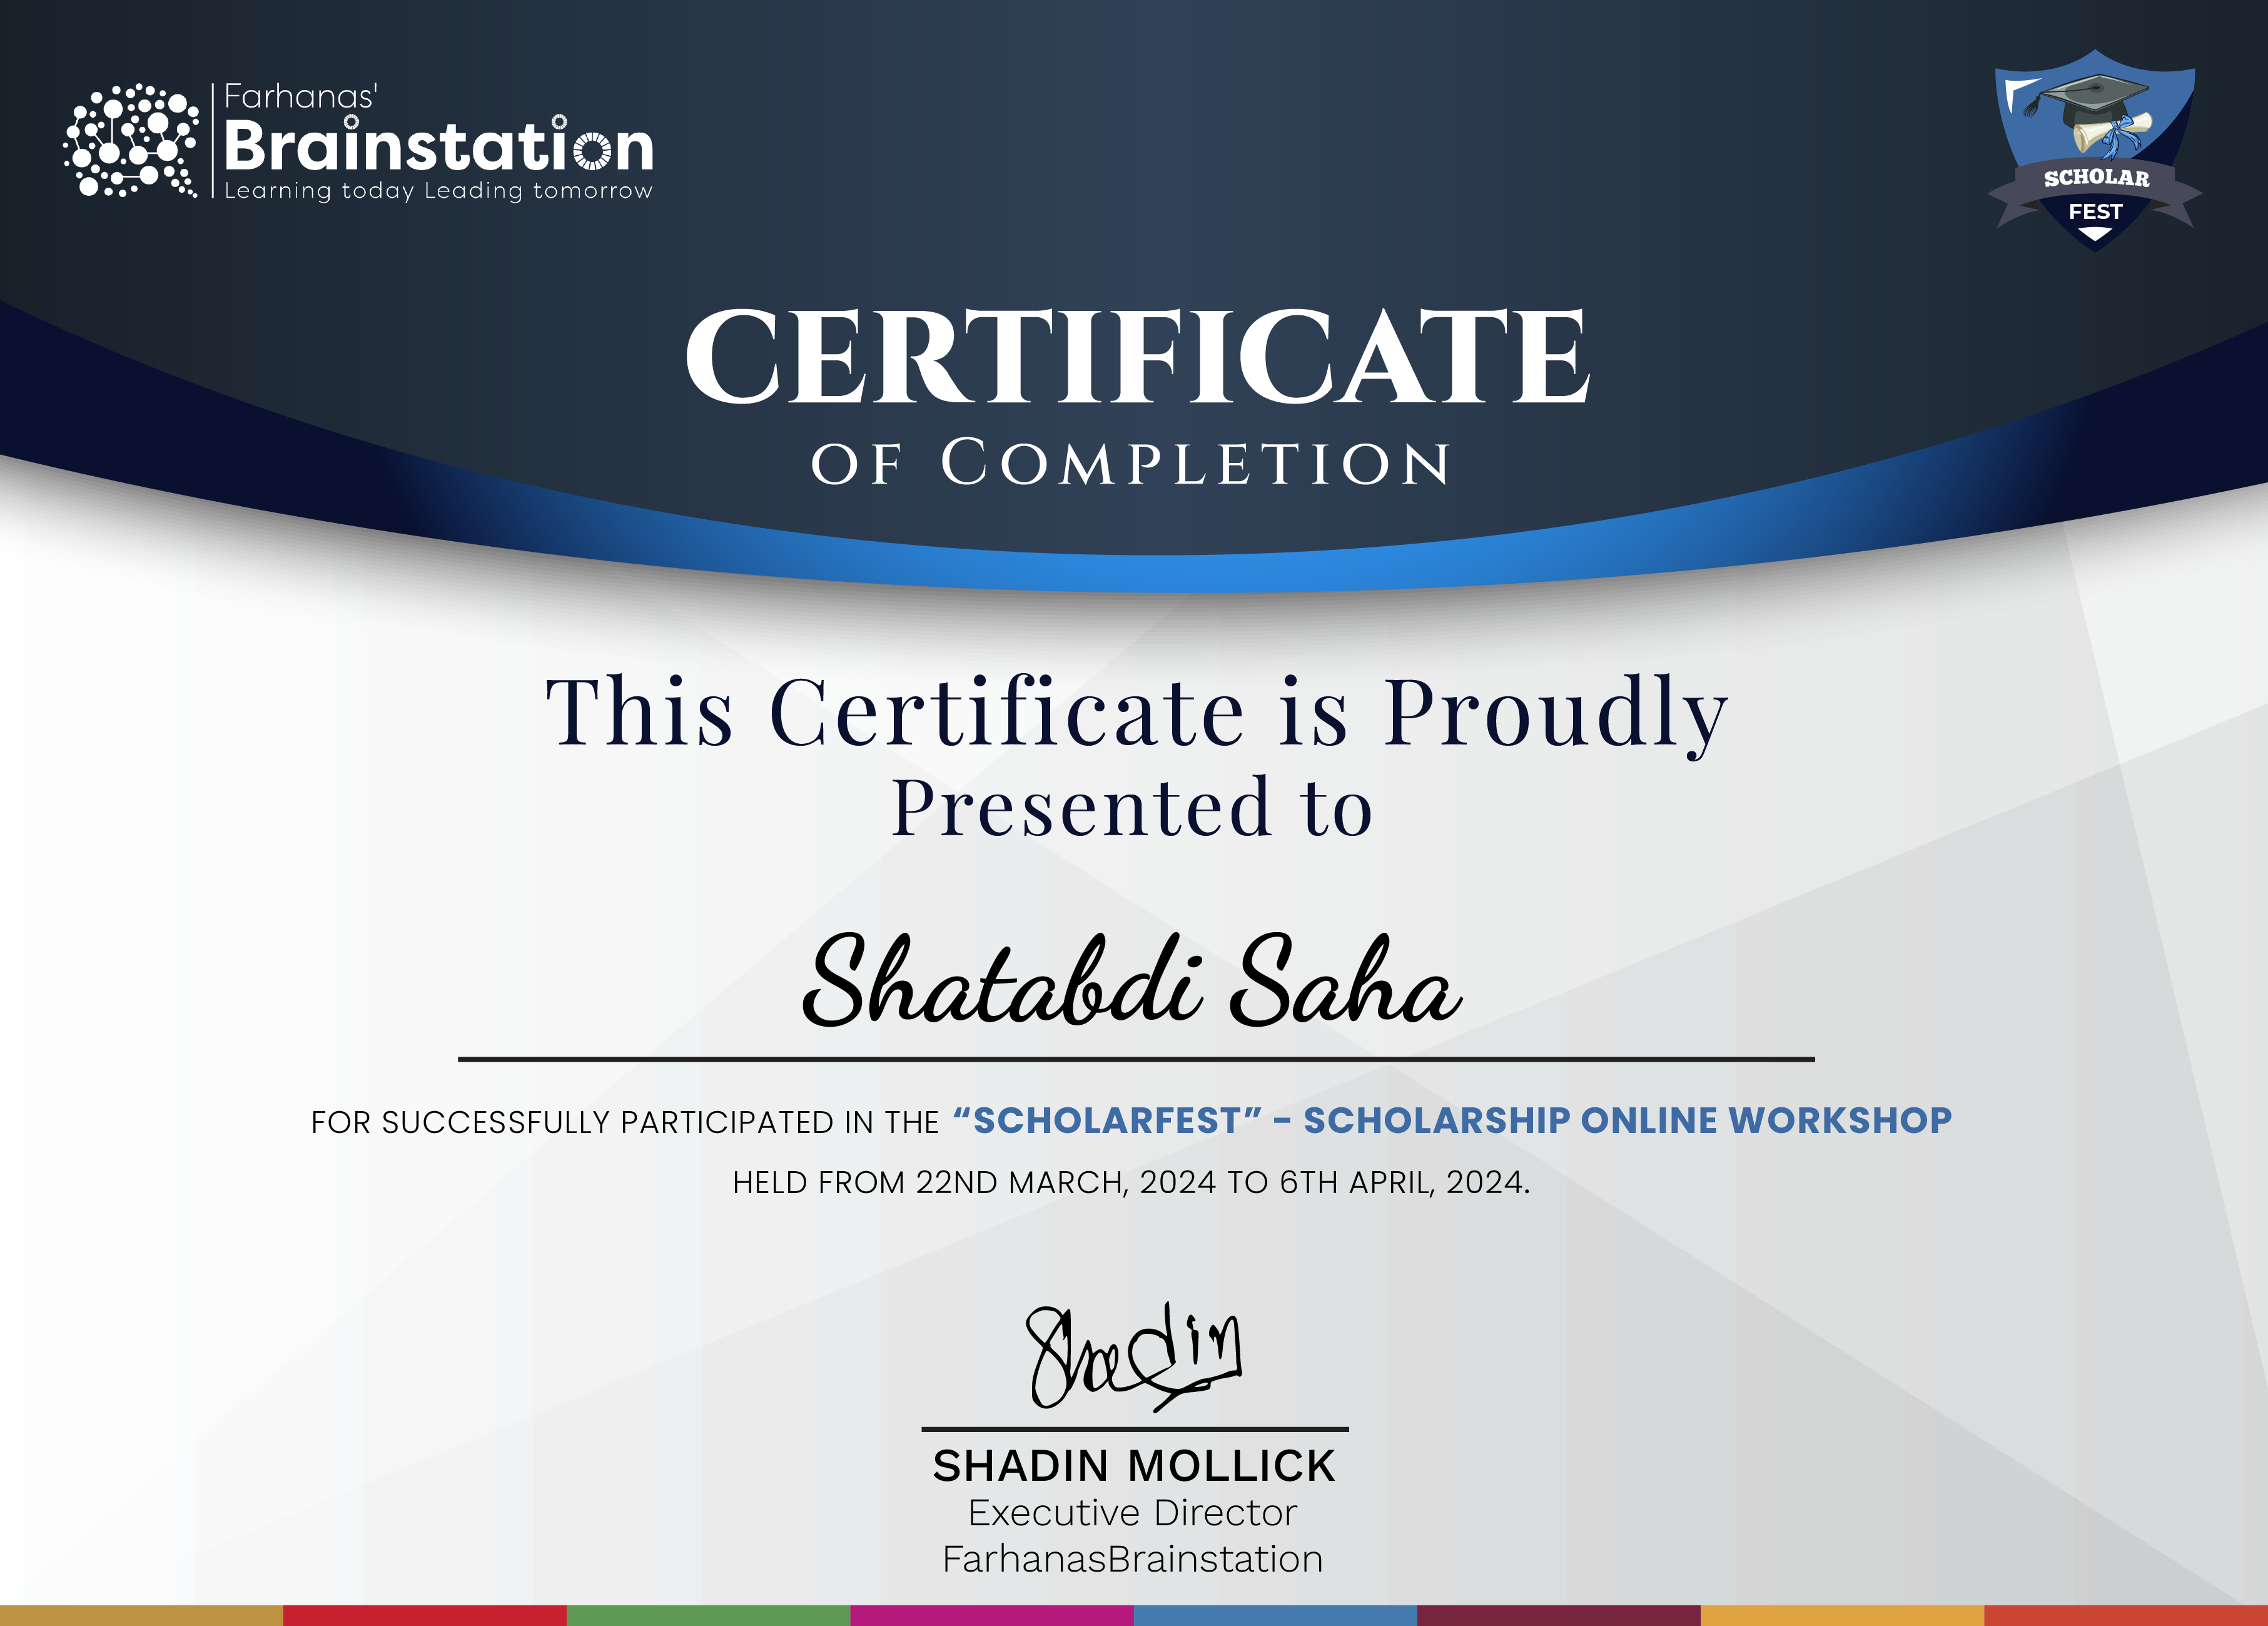 Farhanas'
Brainstation
Learning today Leading tomorrow
SCHOLAR
FEST
CERTIFICATE
OF COMPLETION
This Certificate is Proudly
Presented to
Shatabdi Saha
FOR SUCCESSFULLY PARTICIPATED IN THE “SCHOLARFEST” - SCHOLARSHIP ONLINE WORKSHOP
HELD FROM 22ND MARCH, 2024 TO 6TH APRIL, 2024.
Shadin
SHADIN MOLLICK
Executive Director
FarhanasBrainstation